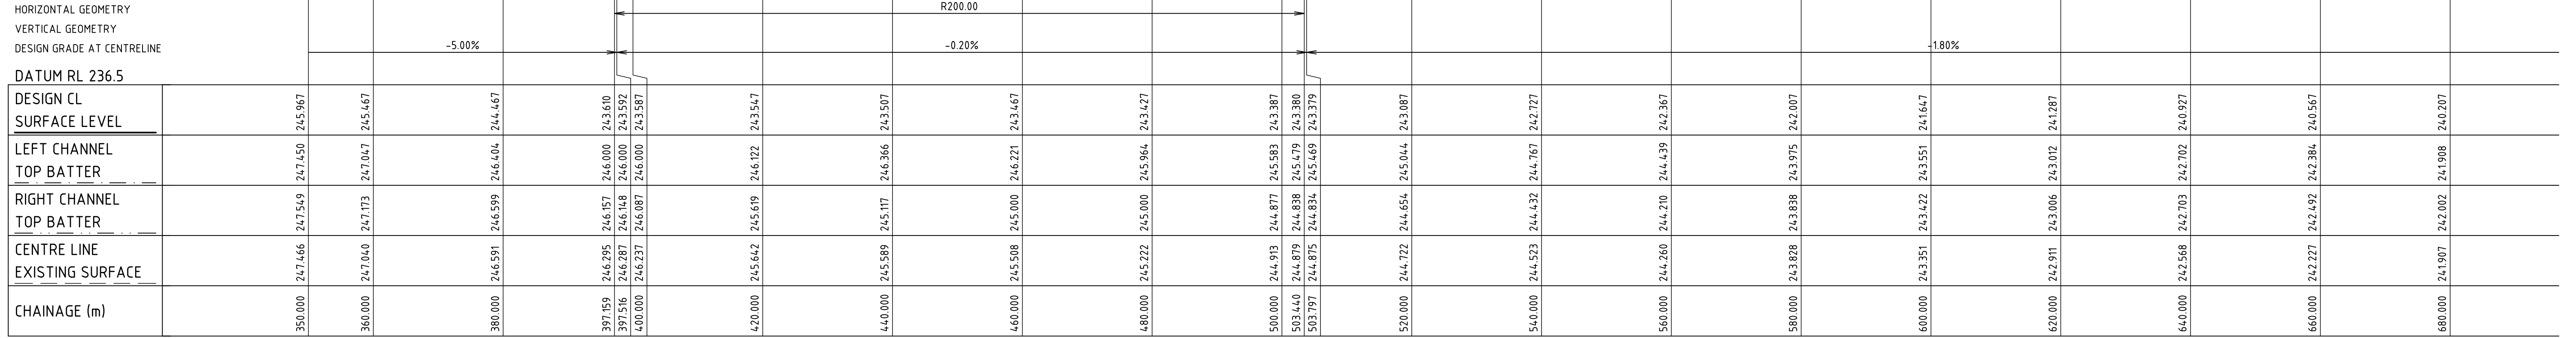 HORIZONTAL GEOMETRY R200.00
VERTICAL GEOMETRY
DESIGN GRADE AT CENTRELINE -5.00% -0.20% -1.80%
DATUM RL 236.5
DESIGN CL
SURFACE LEVEL
245.967 245.467 244.467 243.610 243.592 243.587 243.547 243.507 243.467 243.427 243.387 243.380 243.379 243.087 242.727 242.367 242.007 241.647 241.287 240.927 240.567 240.207
LEFT CHANNEL
TOP BATTER
247.450 247.047 246.404 246.000 246.000 246.000 246.122 246.366 246.221 245.964 245.583 245.479 245.469 245.044 244.767 244.439 243.975 243.551 243.012 242.702 242.384 241.908
RIGHT CHANNEL
TOP BATTER
247.549 247.173 246.599 246.157 246.148 246.087 245.619 245.117 245.000 245.000 244.877 244.838 244.834 244.654 244.432 244.210 243.838 243.422 243.006 242.703 242.492 242.002
CENTRE LINE
EXISTING SURFACE
247.466 247.040 246.591 246.295 246.287 246.237 245.642 245.589 245.508 245.222 244.913 244.879 244.875 244.722 244.523 244.260 243.828 243.351 242.911 242.568 242.227 241.907
CHAINAGE (m)
350.000 360.000 380.000 397.159 397.516 400.000 420.000 440.000 460.000 480.000 500.000 503.440 503.797 520.000 540.000 560.000 580.000 600.000 620.000 640.000 660.000 680.000